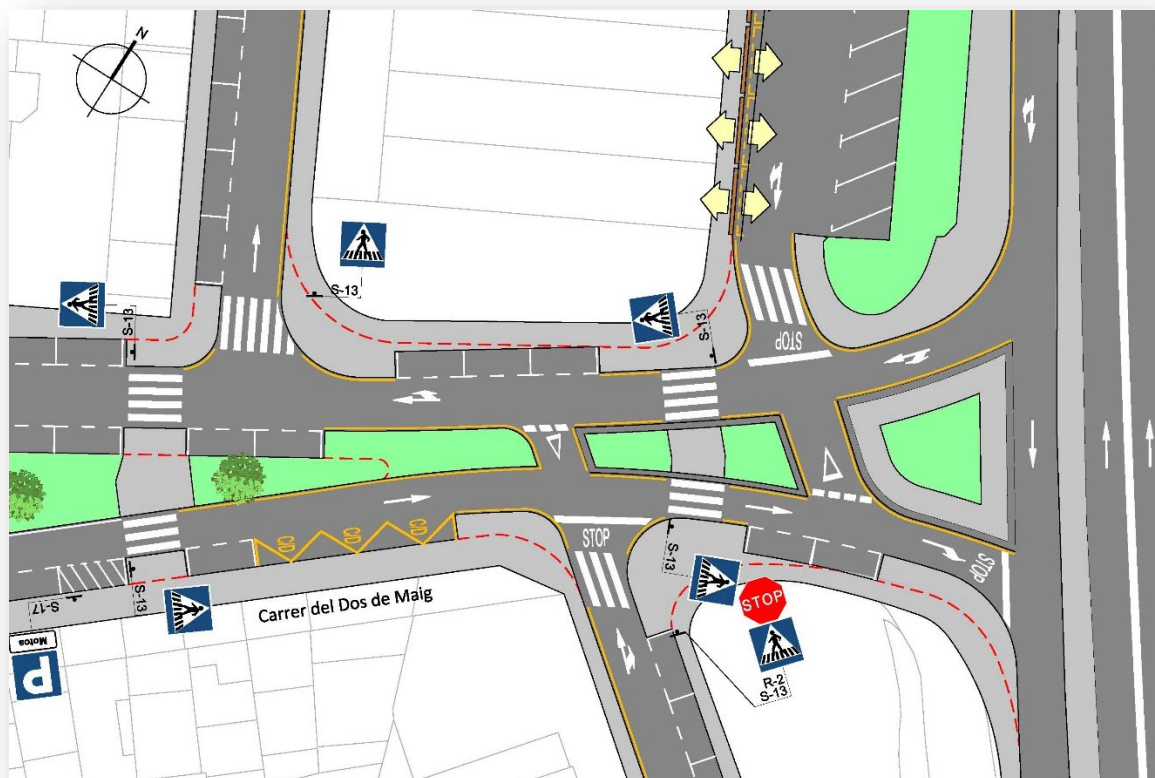 N
S-13
S-13
S-13
STOP
C/D
C/D
C/D
STOP
S-13
STOP
S-13
S-17
Motos
P
Carrer del Dos de Maig
STOP
R-2
S-13